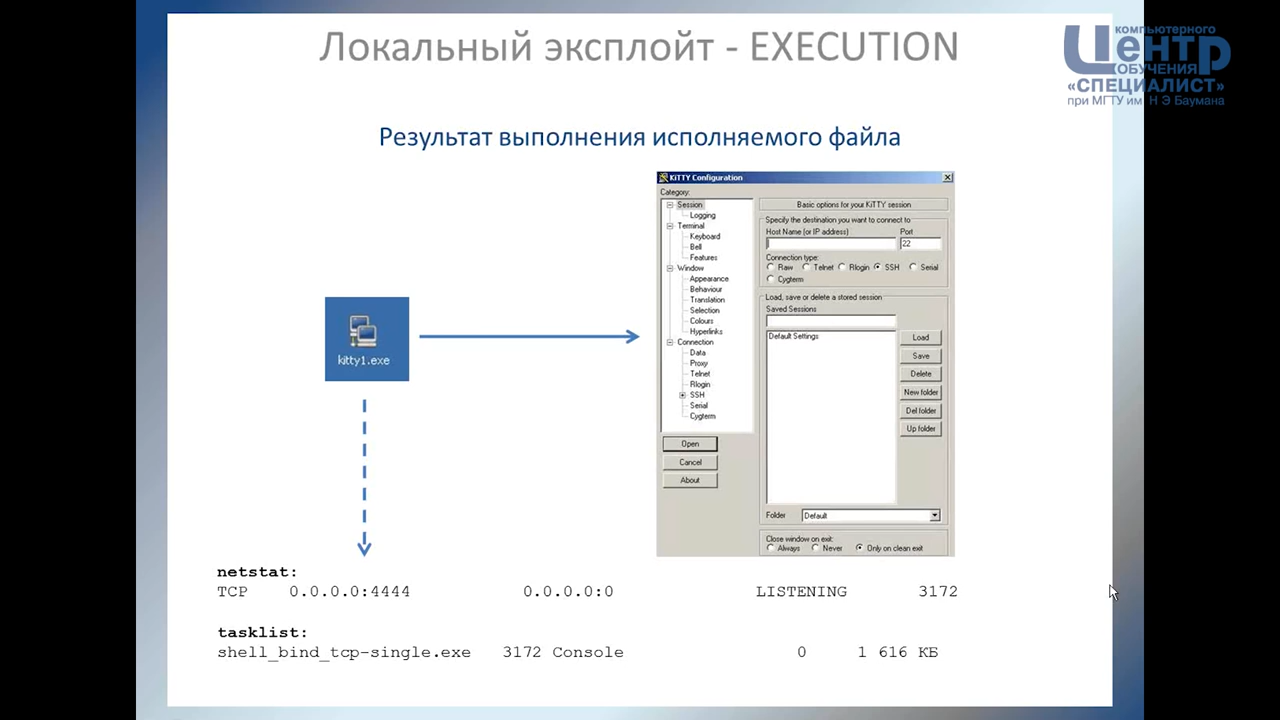 Локальный эксплойт - EXECUTION
компьютерного
Центр
ОБУЧЕНИЯ
«СПЕЦИАЛИСТ»
при МГТУ им Н Э Баумана
Результат выполнения исполняемого файла
KiTTY Configuration
Category:
Session
Logging
Terminal
Keyboard
Bell
Features
Window
Appearance
Behaviour
Translation
Selection
Colours
Hyperlinks
Connection
Data
Proxy
Telnet
Rlogin
SSH
Serial
Cygterm
Open
Cancel
About
Basic options for your KiTTY session
Specify the destination you want to connect to
Host Name (or IP address) Port
22
Connection type:
Raw Telnet Rlogin SSH Serial
Cygterm
Load, save or delete a stored session
Saved Sessions
Default Settings
Load
Save
Delete
New folder
Del folder
Up folder
Folder Default
Close window on exit:
Always Never Only on clean exit
kitty1.exe
netstat:
TCP 0.0.0.0:4444 0.0.0.0:0 LISTENING 3172
tasklist:
shell_bind_tcp-single.exe 3172 Console 0 1 616 КБ